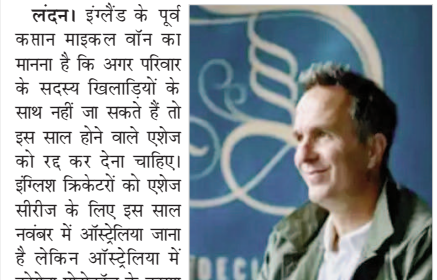 लंदन। इंग्लैंड के पूर्व
कप्तान माइकल वॉन का
मानना है कि अगर परिवार
के सदस्य खिलाड़ियों के
साथ नहीं जा सकते हैं तो
इस साल होने वाले एशेज
को रद्द कर देना चाहिए।
इंग्लिश क्रिकेटरों को एशेज
सीरीज के लिए इस साल
नवंबर में ऑस्ट्रेलिया जाना
है लेकिन ऑस्ट्रेलिया में